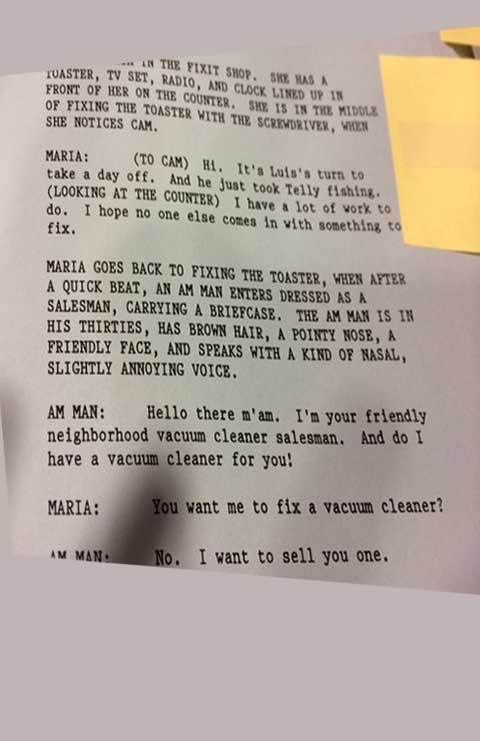 IN THE FIXIT SHOP. SHE HAS A
TOASTER, TV SET, RADIO, AND CLOCK LINED UP IN
FRONT OF HER ON THE COUNTER. SHE IS IN THE MIDDLE
OF FIXING THE TOASTER WITH THE SCREWDRIVER, WHEN
SHE NOTICES CAM.
MARIA: (TO CAM) Hi. It's Luis's turn to
take a day off. And he just took Telly fishing.
(LOOKING AT THE COUNTER) I have a lot of work to
do. I hope no one else comes in with something to
fix.
MARIA GOES BACK TO FIXING THE TOASTER, WHEN AFTER
A QUICK BEAT, AN AM MAN ENTERS DRESSED AS A
SALESMAN, CARRYING A BRIEFCASE. THE AM MAN IS IN
HIS THIRTIES, HAS BROWN HAIR, A POINTY NOSE, A
FRIENDLY FACE, AND SPEAKS WITH A KIND OF NASAL,
SLIGHTLY ANNOYING VOICE.
AM MAN: Hello there m'am. I'm your friendly
neighborhood vacuum cleaner salesman. And do I
have a vacuum cleaner for you!
MARIA: You want me to fix a vacuum cleaner?
AM MAN: No. I want to sell you one.